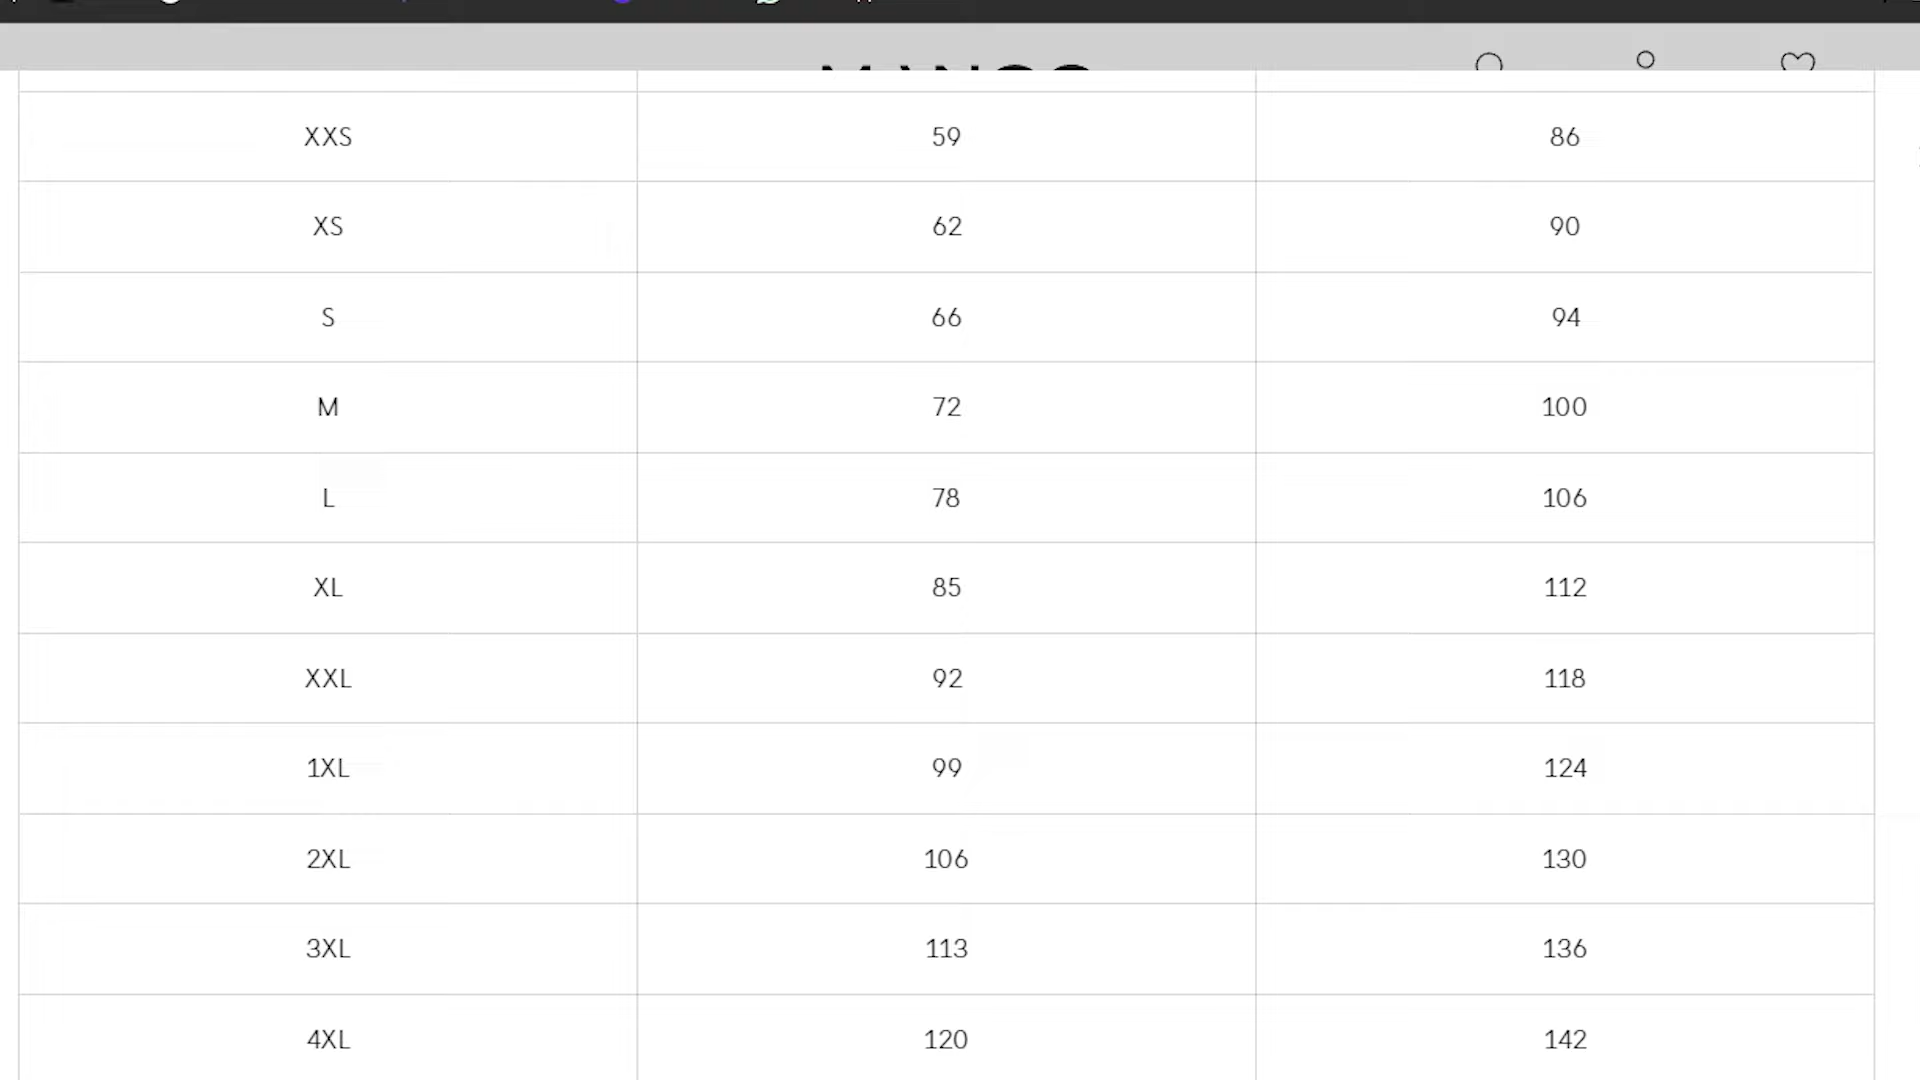 XXS 59 86
XS 62 90
S 66 94
M 72 100
L 78 106
XL 85 112
XXL 92 118
1XL 99 124
2XL 106 130
3XL 113 136
4XL 120 142